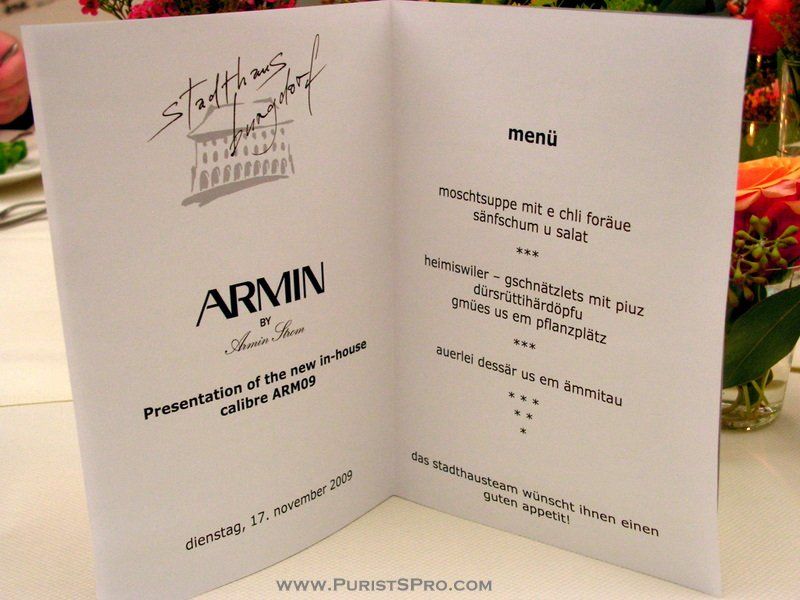 stadthaus
burgdorf
ARMIN
BY
Armin Strom
Presentation of the new in-house
calibre ARM09
dienstag, 17. november 2009
menü
moschtsuppe mit e chli foräue
sänfschum u salat
***
heimiswiler – gschnätzlets mit piuz
dürsrüttihärdöpfu
gmües us em pflanzplätz
***
auerlei dessär us em ämmitau
* * *
* *
*
das stadthausteam wünscht ihnen einen
guten appetit!
www.PuristSPro.com